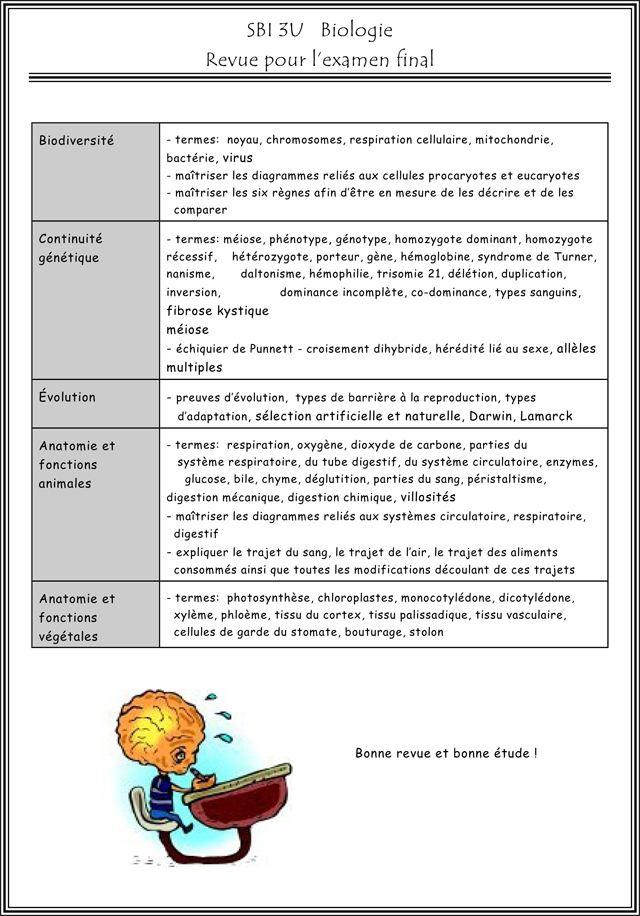 SBI 3U Biologie
Revue pour l'examen final
Biodiversité
- termes: noyau, chromosomes, respiration cellulaire, mitochondrie,
bactérie, virus
- maîtriser les diagrammes reliés aux cellules procaryotes et eucaryotes
- maîtriser les six règnes afin d'être en mesure de les décrire et de les
comparer
Continuité
génétique
- termes: méiose, phénotype, génotype, homozygote dominant, homozygote
récessif, hétérozygote, porteur, gène, hémoglobine, syndrome de Turner,
nanisme, daltonisme, hémophilie, trisomie 21, délétion, duplication,
inversion, dominance incomplète, co-dominance, types sanguins,
fibrose kystique
méiose
- échiquier de Punnett - croisement dihybride, hérédité lié au sexe, allèles
multiples
Évolution
- preuves d'évolution, types de barrière à la reproduction, types
d'adaptation, sélection artificielle et naturelle, Darwin, Lamarck
Anatomie et
fonctions
animales
- termes: respiration, oxygène, dioxyde de carbone, parties du
système respiratoire, du tube digestif, du système circulatoire, enzymes,
glucose, bile, chyme, déglutition, parties du sang, péristaltisme,
digestion mécanique, digestion chimique, villosités
- maîtriser les diagrammes reliés aux systèmes circulatoire, respiratoire,
digestif
- expliquer le trajet du sang, le trajet de l'air, le trajet des aliments
consommés ainsi que toutes les modifications découlant de ces trajets
Anatomie et
fonctions
végétales
- termes: photosynthèse, chloroplastes, monocotylédone, dicotylédone,
xylème, phloème, tissu du cortex, tissu palissadique, tissu vasculaire,
cellules de garde du stomate, bouturage, stolon
Bonne revue et bonne étude !